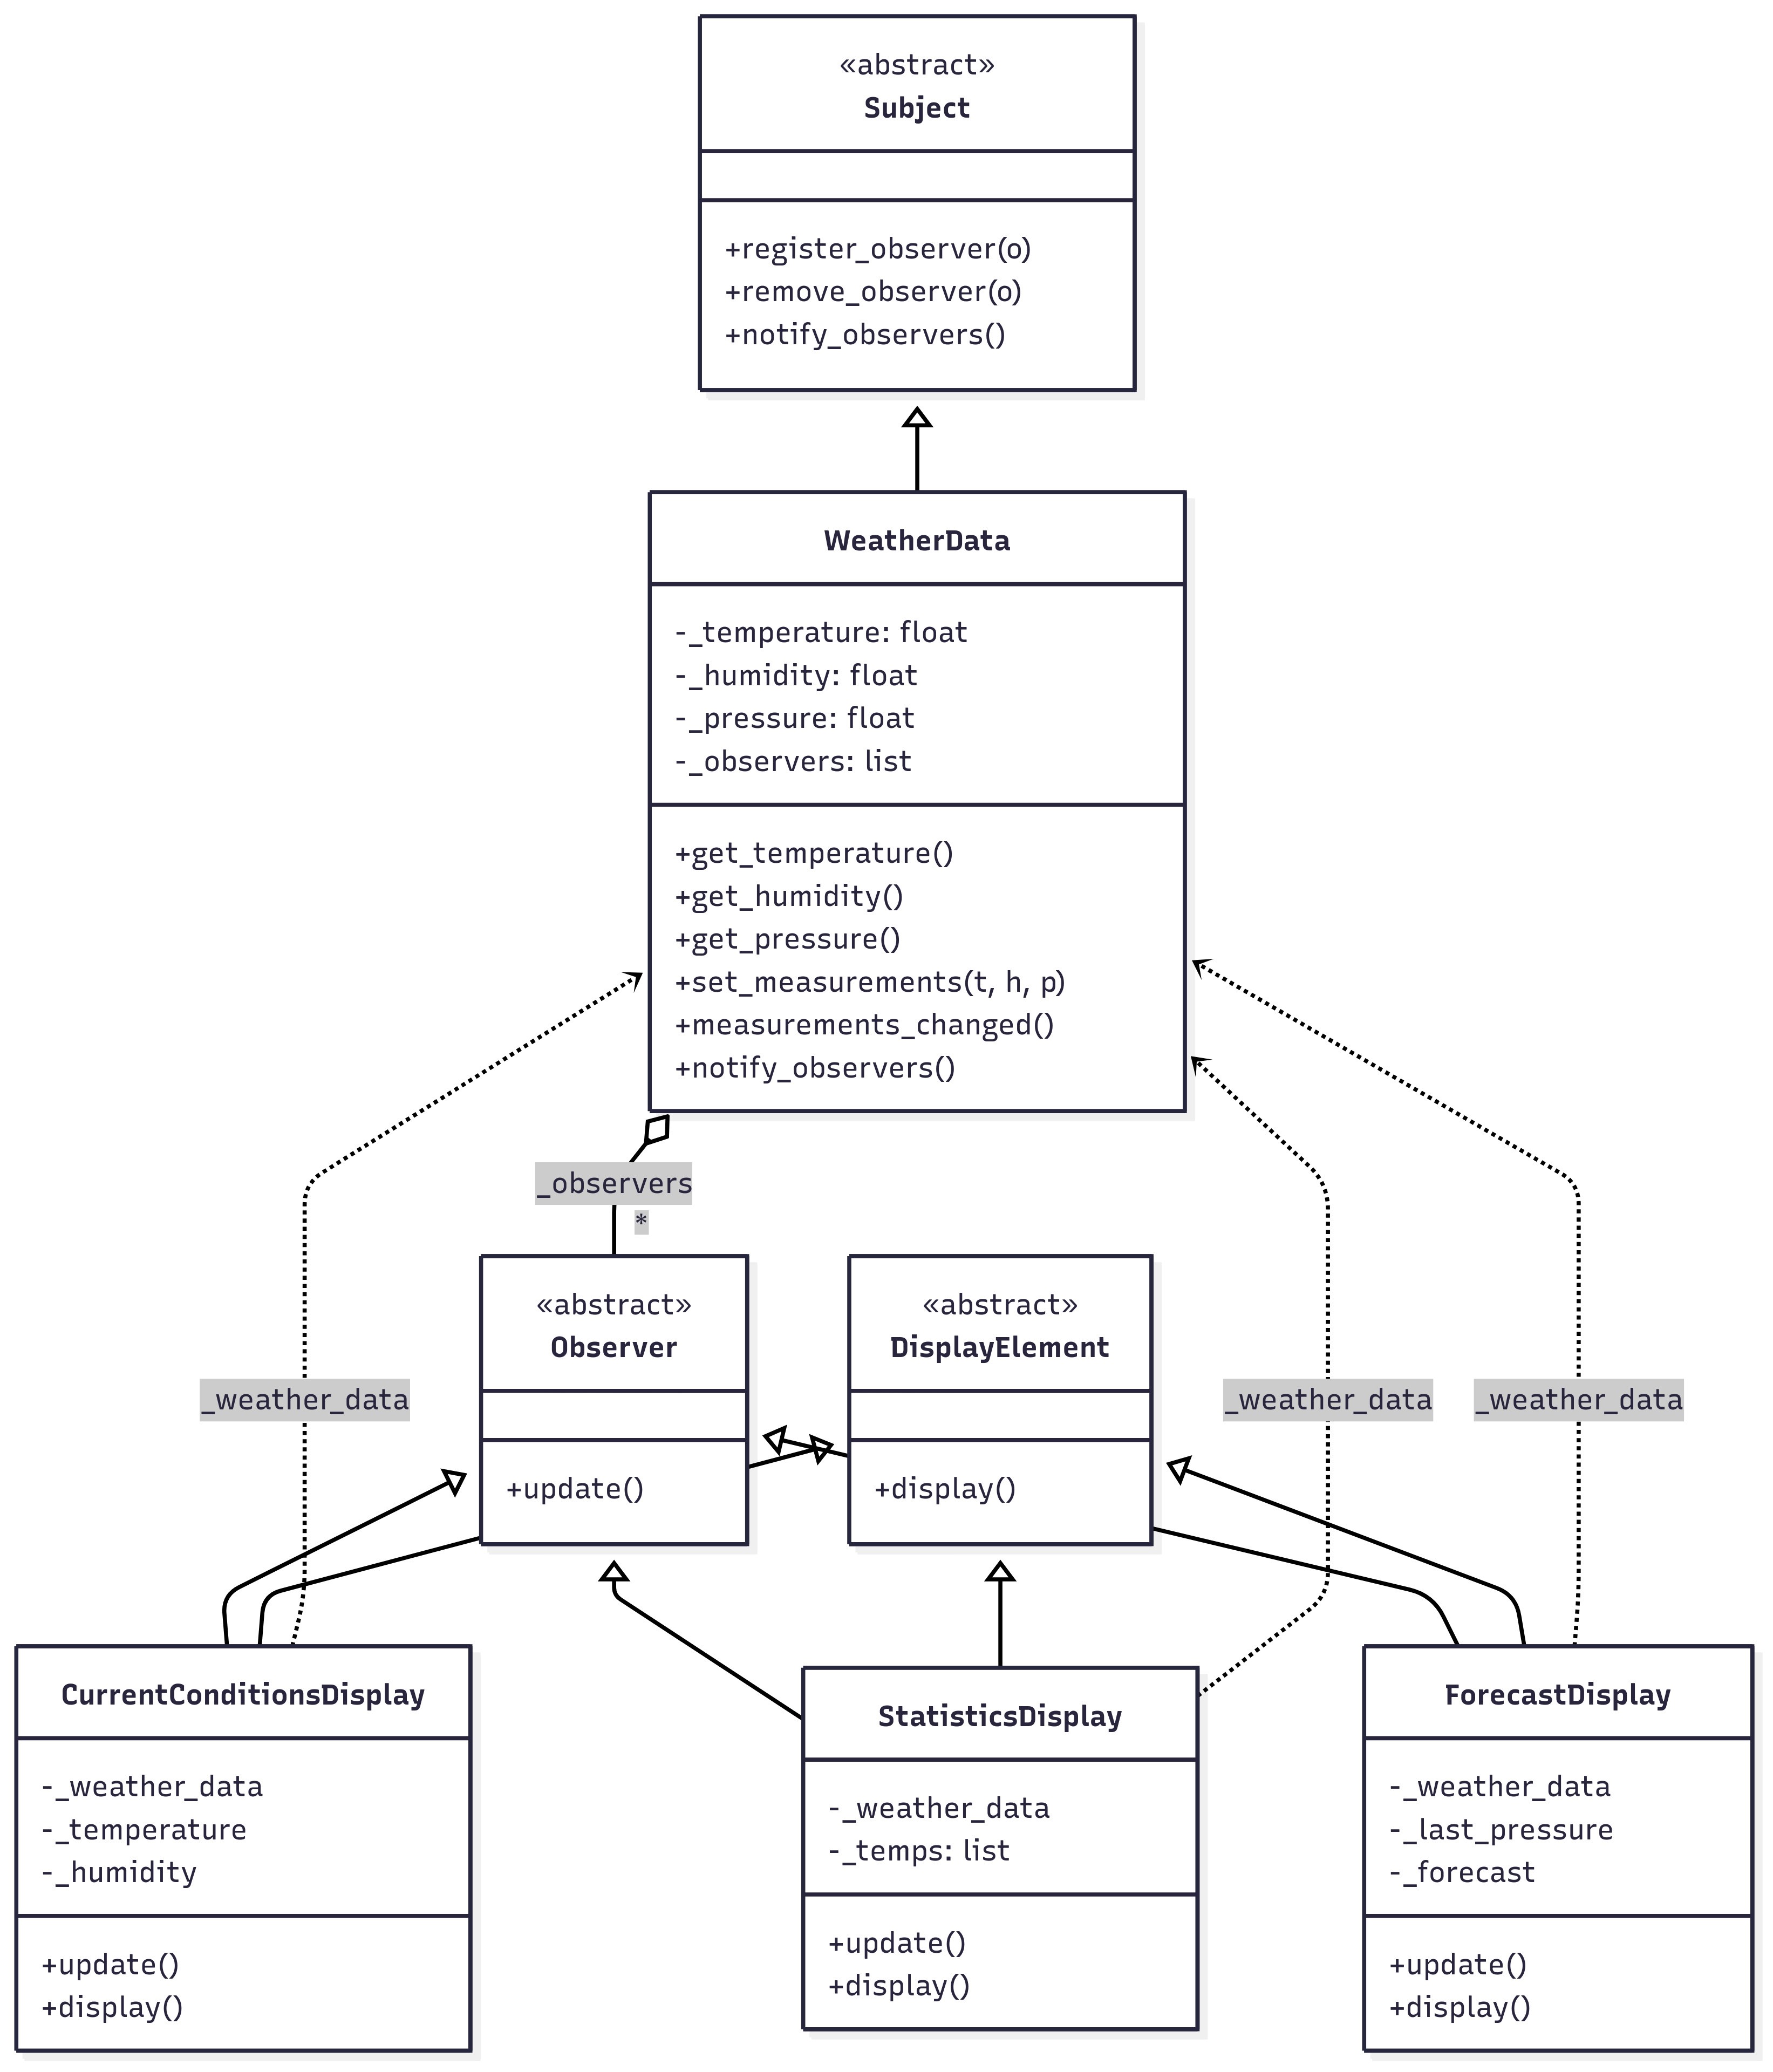 «abstract»
Subject
+register_observer(o)
+remove_observer(o)
+notify_observers()
WeatherData
-_temperature: float
-_humidity: float
-_pressure: float
-_observers: list
+get_temperature()
+get_humidity()
+get_pressure()
+set_measurements(t, h, p)
+measurements_changed()
+notify_observers()
_observers
*
«abstract»
Observer
+update()
«abstract»
DisplayElement
+display()
_weather_data
_weather_data
_weather_data
CurrentConditionsDisplay
-_weather_data
-_temperature
-_humidity
+update()
+display()
StatisticsDisplay
-_weather_data
-_temps: list
+update()
+display()
ForecastDisplay
-_weather_data
-_last_pressure
-_forecast
+update()
+display()